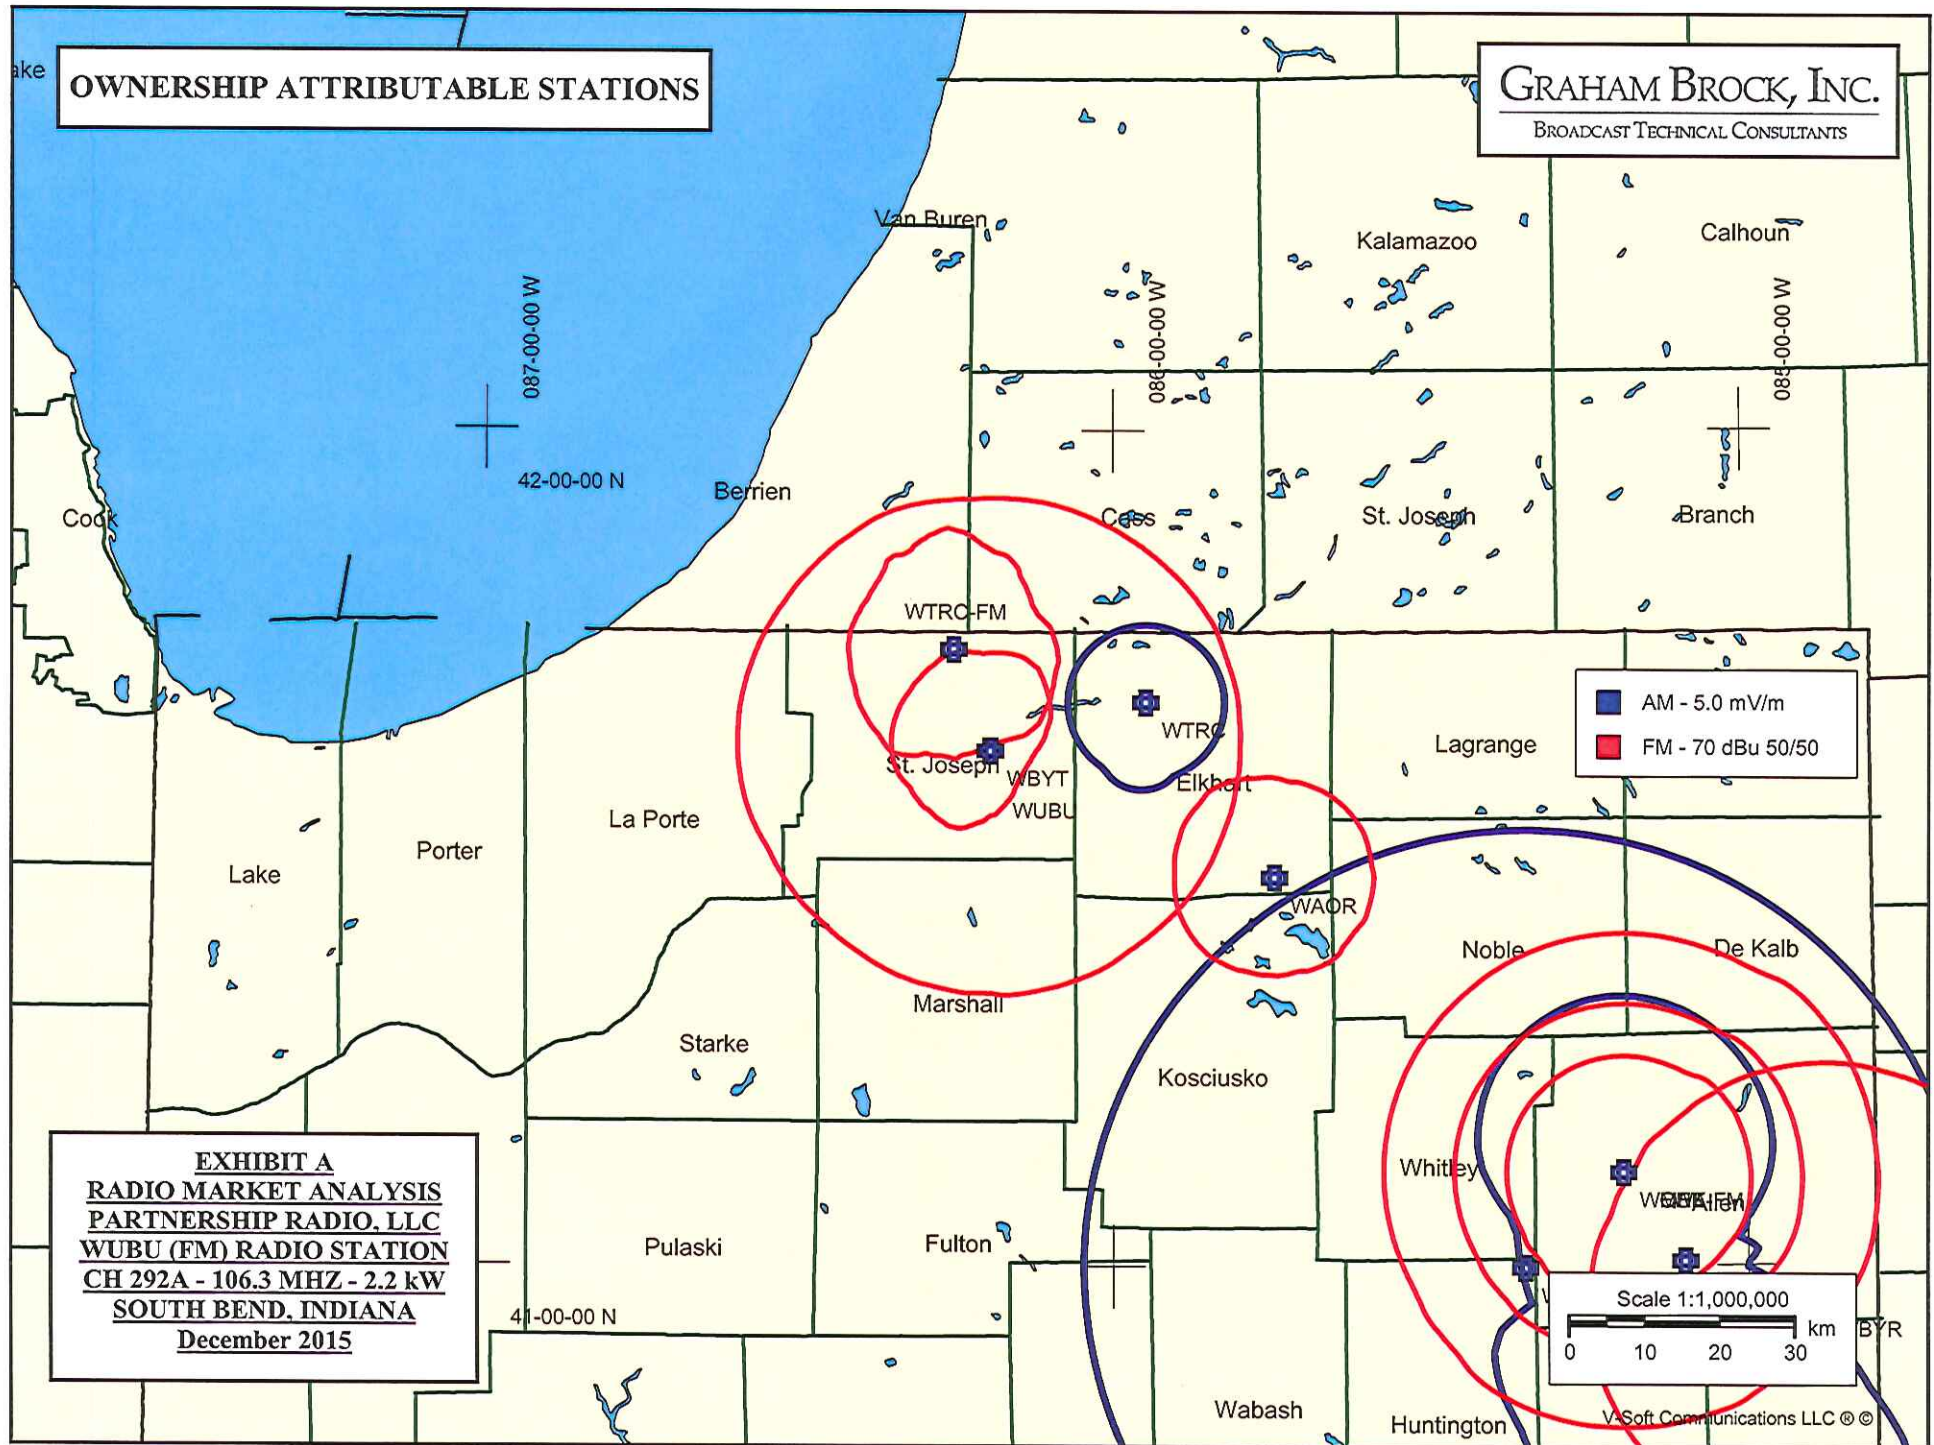 ake
OWNERSHIP ATTRIBUTABLE STATIONS
GRAHAM BROCK, INC.
BROADCAST TECHNICAL CONSULTANTS
Van Buren
Kalamazoo
Calhoun
087-00-00 W
086-00-00 W
085-00-00 W
42-00-00 N
Berrien
Cook
Cass
St. Joseph
Branch
WTRC-FM
AM - 5.0 mV/m
FM - 70 dBu 50/50
WTRC
Lagrange
St. Joseph
WBYT
Elkhart
WUBU
La Porte
Porter
Lake
WAOR
Noble
De Kalb
Marshall
Starke
Kosciusko
EXHIBIT A
RADIO MARKET ANALYSIS
PARTNERSHIP RADIO, LLC
WUBU (FM) RADIO STATION
CH 292A - 106.3 MHZ - 2.2 kW
SOUTH BEND, INDIANA
December 2015
Whitley
Allen
Pulaski
Fulton
41-00-00 N
Scale 1:1,000,000
km
0 10 20 30
BYR
Wabash
Huntington
V-Soft Communications LLC ® ©